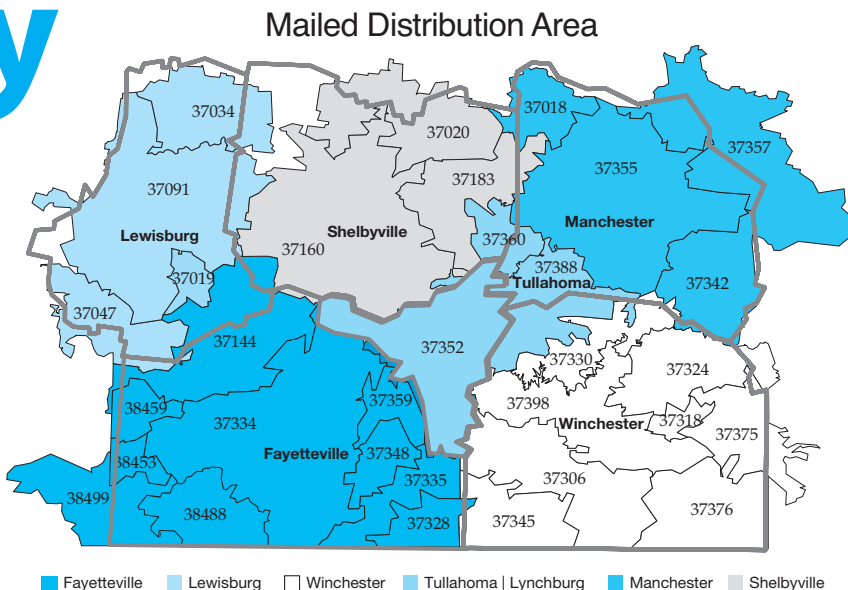 y
Mailed Distribution Area
37034
37018
37020
37357
37355
37091
37183
Manchester
Lewisburg
Shelbyville
37360
37160
37388
37019
Tullahoma
37342
37047
37144
37352
37330
37324
37359
37398
38459
37334
37318
Winchester
37375
Fayetteville
37348
38453
37335
37306
38499
38488
37328
37345
37376
Fayetteville
Lewisburg
Winchester
Tullahoma | Lynchburg
Manchester
Shelbyville